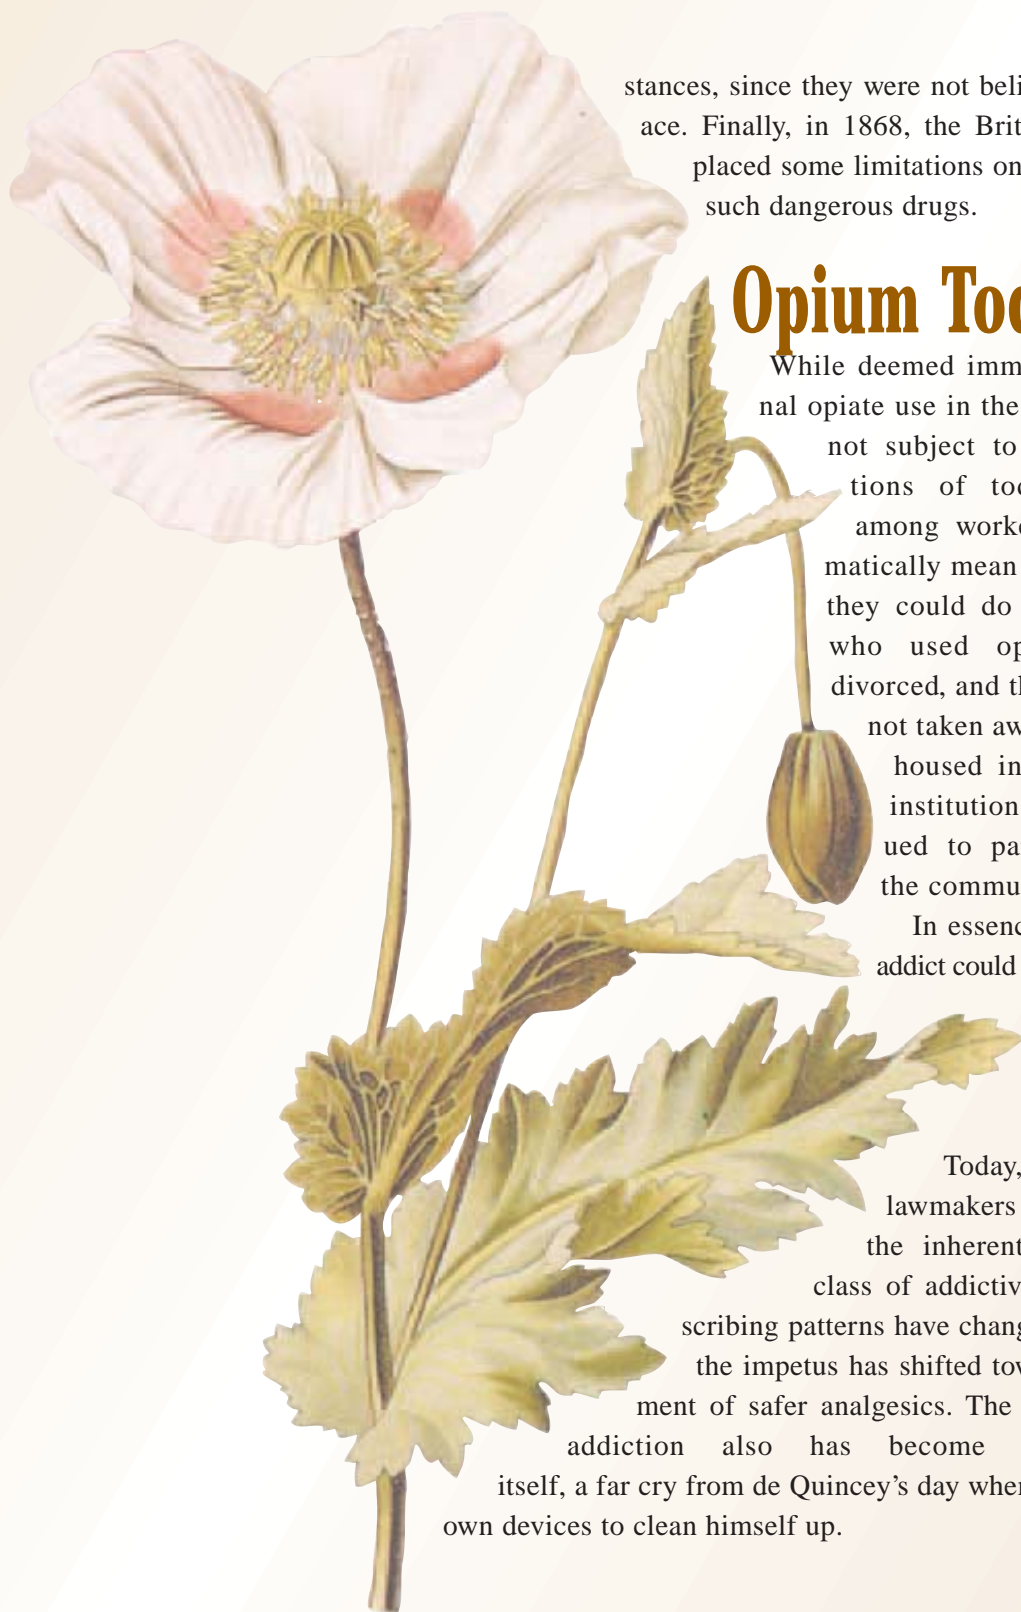 stances, since they were not beli
ace. Finally, in 1868, the Brit
placed some limitations on
such dangerous drugs.
Opium Toc
While deemed imm
nal opiate use in the
not subject to
tions of toc
among worke
matically mean
they could do
who used op
divorced, and th
not taken aw
housed in
institution
ued to pa
the commu
In essenc
addict could
Today,
lawmakers
the inherent
class of addictiv
scribing patterns have chang
the impetus has shifted tow
ment of safer analgesics. The
addiction also has become
itself, a far cry from de Quincey’s day when
own devices to clean himself up.